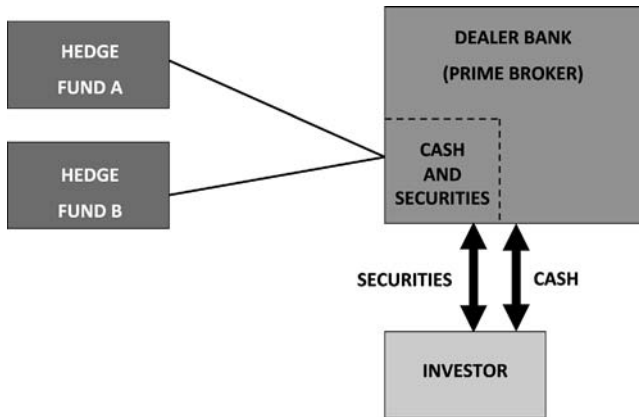 HEDGE
FUND A
DEALER BANK
(PRIME BROKER)
HEDGE
FUND B
CASH
AND
SECURITIES
SECURITIES
CASH
INVESTOR